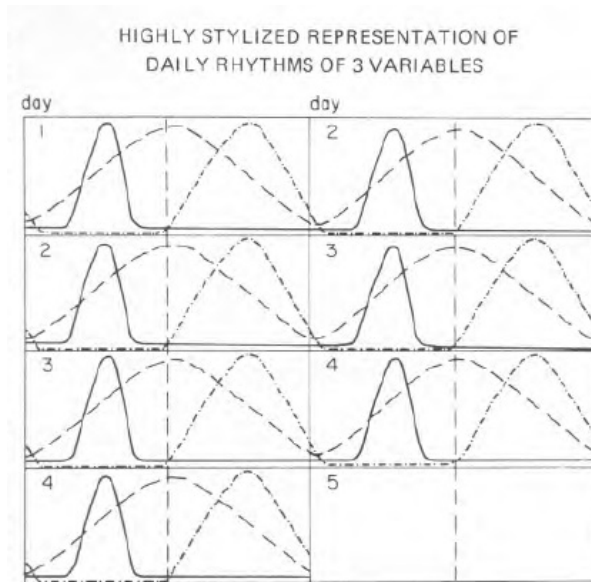 HIGHLY STYLIZED REPRESENTATION OF
DAILY RHYTHMS OF 3 VARIABLES
day day
1 2
2 3
3 4
4 5